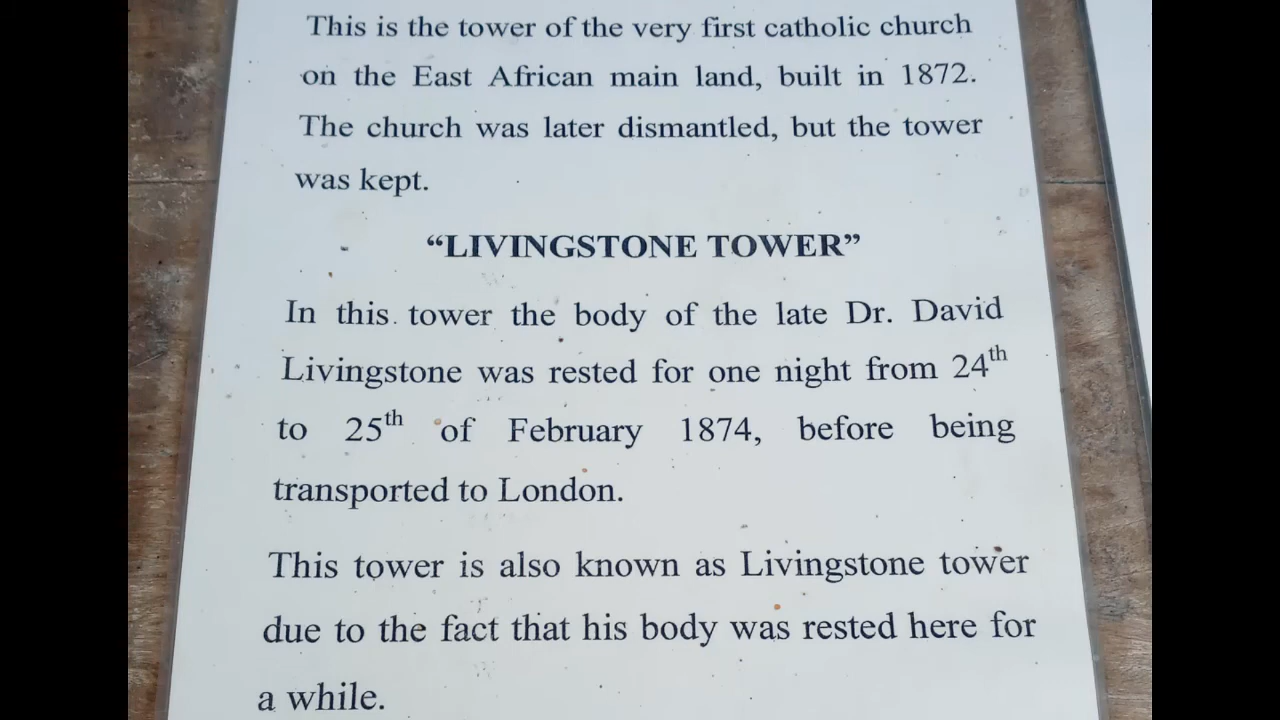 This is the tower of the very first catholic church
on the East African main land, built in 1872.
The church was later dismantled, but the tower
was kept.
“LIVINGSTONE TOWER”
In this tower the body of the late Dr. David
Livingstone was rested for one night from 24th
to 25th of February 1874, before being
transported to London.
This tower is also known as Livingstone tower
due to the fact that his body was rested here for
a while.